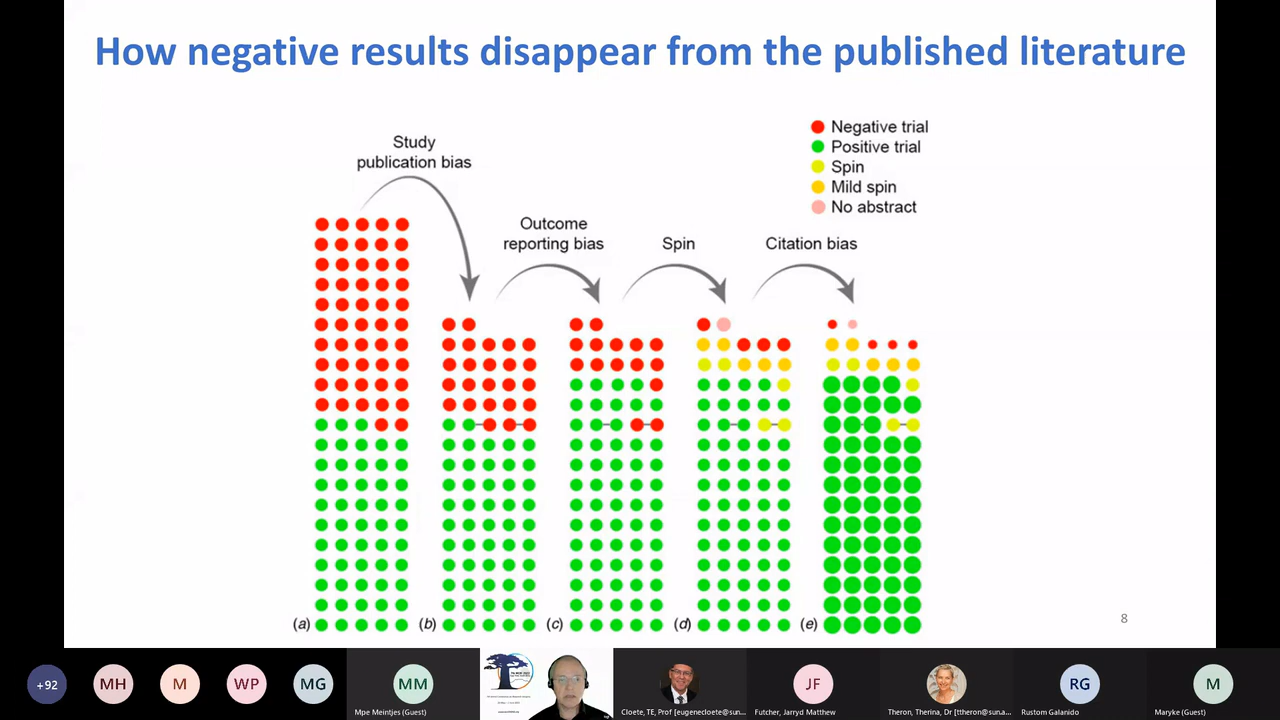 How negative results disappear from the published literature
Study
publication bias
Outcome
reporting bias
Spin
Citation bias
Negative trial
Positive trial
Spin
Mild spin
No abstract
(a)
(b)
(c)
(d)
(e)
8
+92
MH
M
WP
MG
MM
Mpe Meintjes (Guest)
Cloete, TE, Prof [eugenecloete@sun...
JF
Futcher, Jarryd Matthew
Theron, Therina, Dr [ttheron@sun.a...
RG
Rustom Galanido
M
Maryke (Guest)